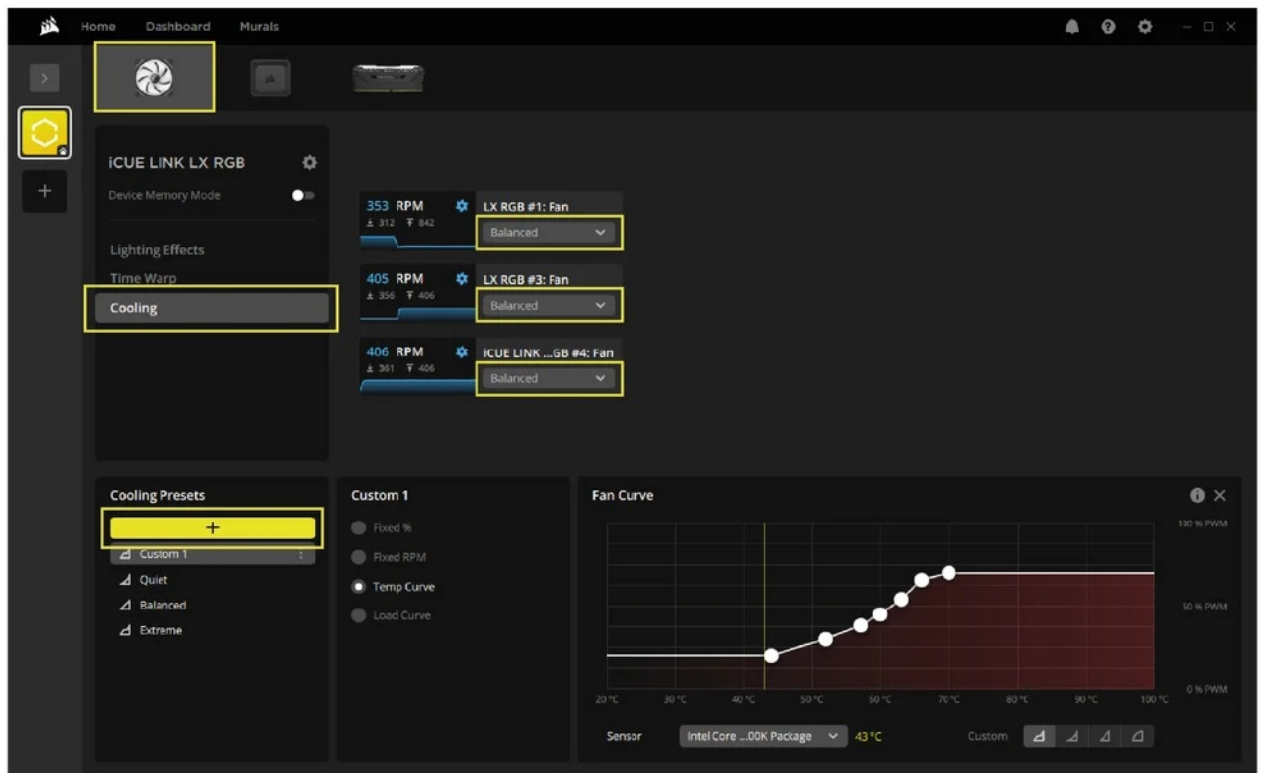 Home Dashboard Murals
iCUE LINK LX RGB
Device Memory Mode
Lighting Effects
Time Warp
Cooling
353 RPM
312 842
LX RGB #1: Fan
Balanced
405 RPM
356 406
LX RGB #3: Fan
Balanced
406 RPM
361 406
iCUE LINK ...GB #4: Fan
Balanced
Cooling Presets
+
Custom 1
Quiet
Balanced
Extreme
Custom 1
Fixed %
Fixed RPM
Temp Curve
Load Curve
Fan Curve
100 % PWM
50 % PWM
0 % PWM
20 °C 30 °C 40 °C 50 °C 60 °C 70 °C 80 °C 90 °C 100 °C
Sensor Intel Core ...00K Package 43 °C Custom